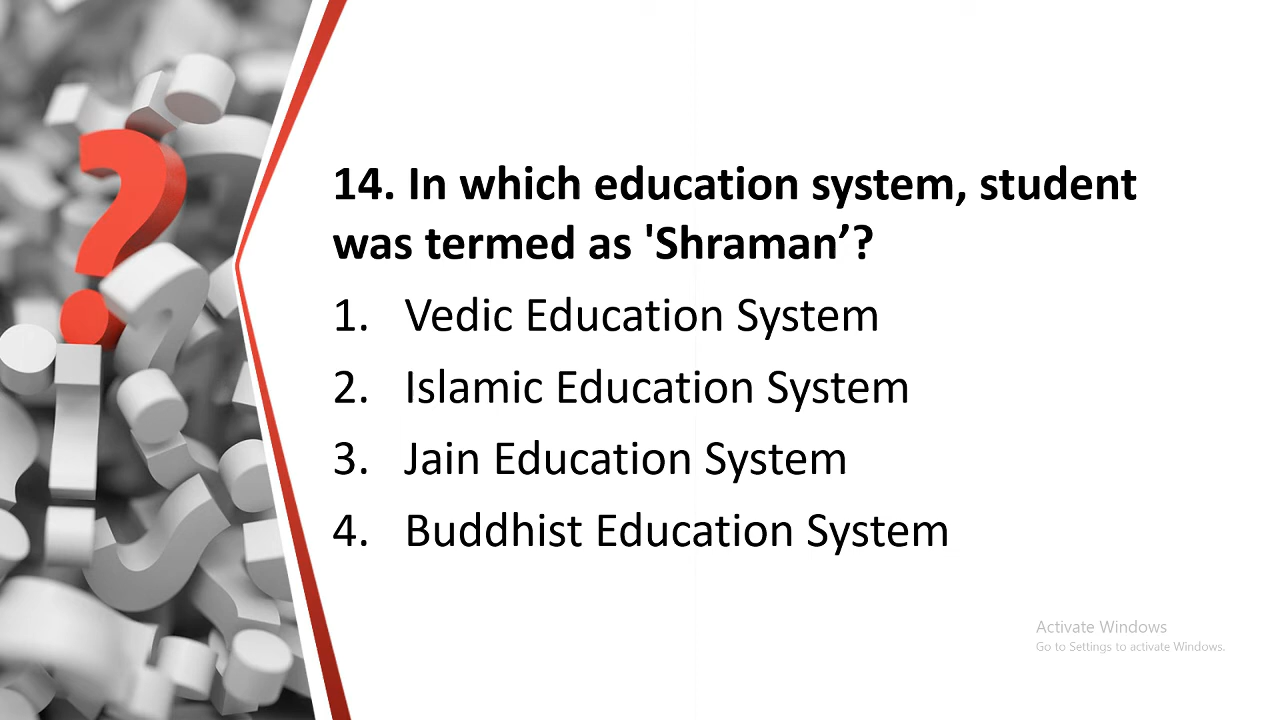 14. In which education system, student
was termed as 'Shraman’?
1. Vedic Education System
2. Islamic Education System
3. Jain Education System
4. Buddhist Education System
Activate Windows
Go to Settings to activate Windows.